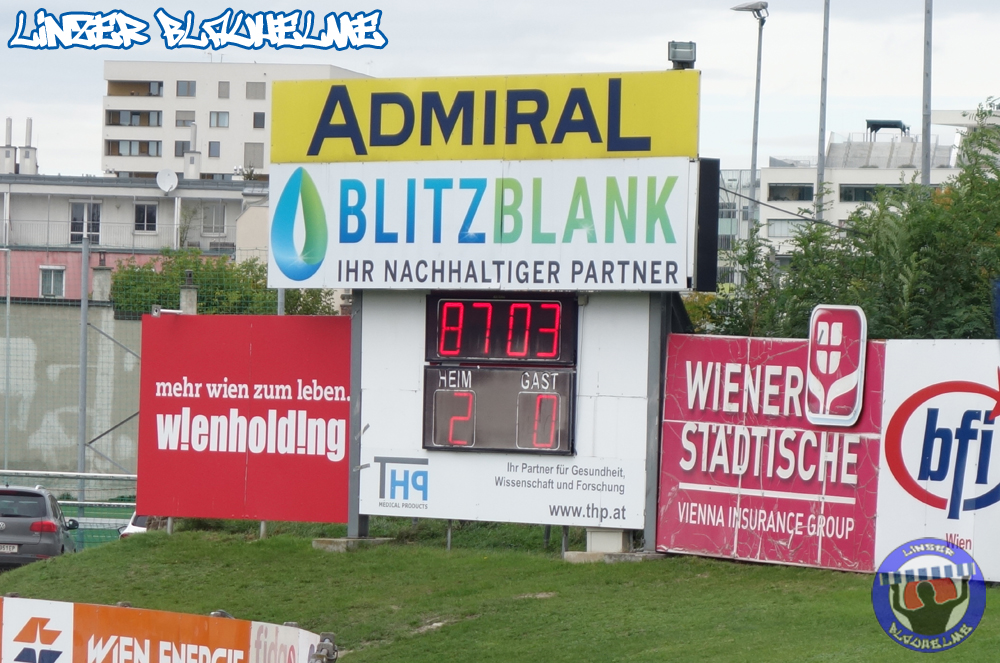 LINZER BLAUHELME
ADMIRAL
BLITZBLANK
IHR NACHHALTIGER PARTNER
87 03
HEIM GAST
2 0
mehr wien zum leben.
w!enhold!ng
THP
MEDICAL PRODUCTS
Ihr Partner für Gesundheit,
Wissenschaft und Forschung
www.thp.at
WIENER
STÄDTISCHE
VIENNA INSURANCE GROUP
bfi
Wien
LINZER
BLAUHELME
WIEN ENERGIE